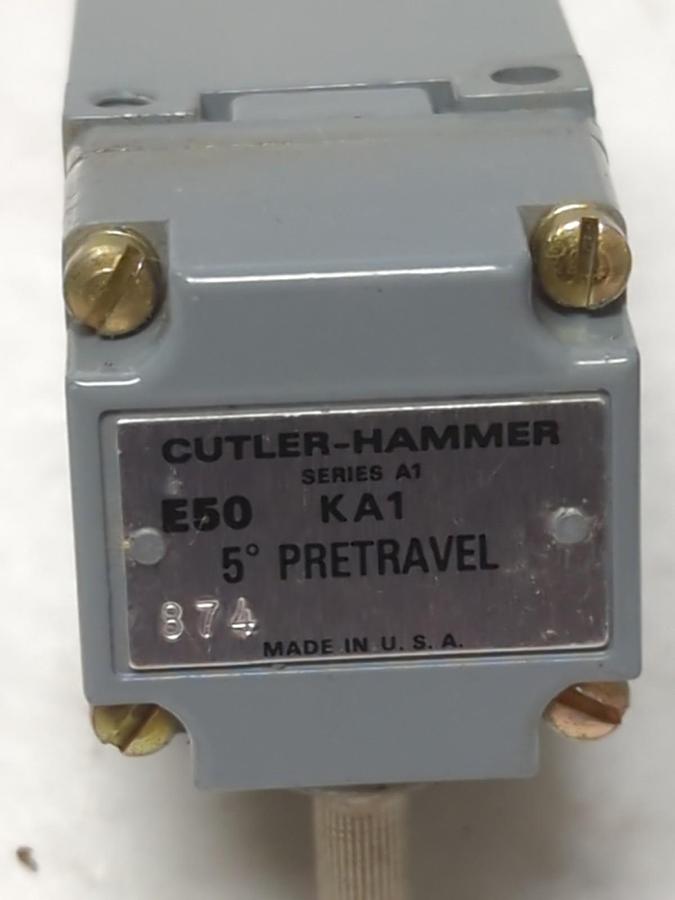 CUTLER-HAMMER
SERIES A1
E50 KA1
5° PRETRAVEL
874
MADE IN U.S.A.